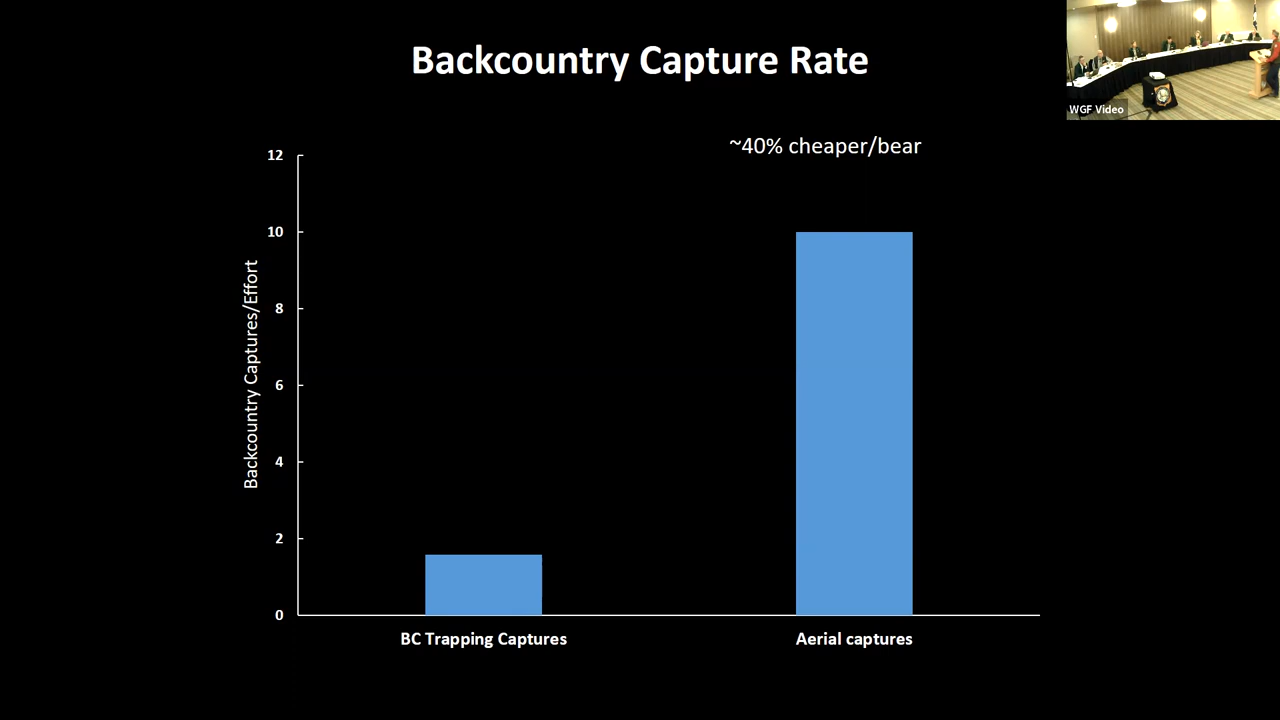 Backcountry Capture Rate
WGF Video
~40% cheaper/bear
Backcountry Captures/Effort
12
10
8
6
4
2
0
BC Trapping Captures
Aerial captures